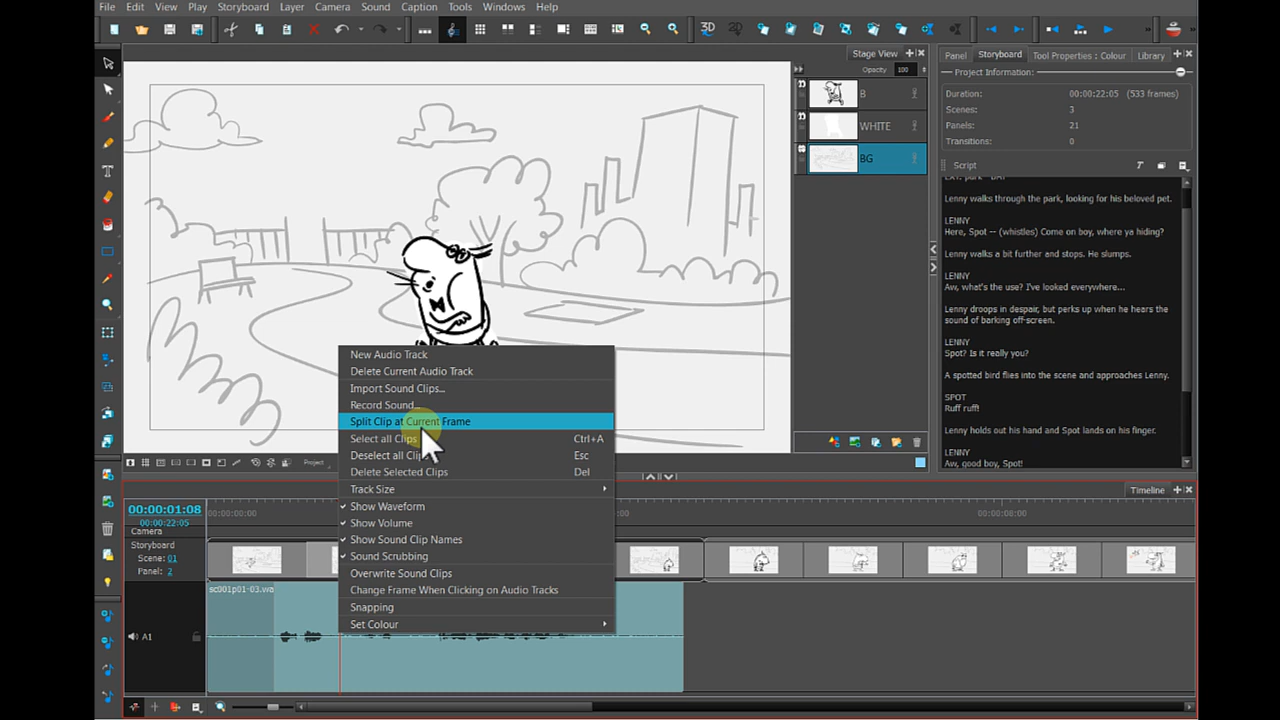 File Edit View Play Storyboard Layer Camera Sound Caption Tools Windows Help
3D
Stage View
Opacity 100
B
WHITE
BG
Panel Storyboard Tool Properties : Colour Library
Project Information:
Duration: 00:00:22:05 (533 frames)
Scenes: 3
Panels: 21
Transitions: 0
Script
EXT. park - DAY
Lenny walks through the park, looking for his beloved pet.
LENNY
Here, Spot -- (whistles) Come on boy, where ya hiding?
Lenny walks a bit further and stops. He slumps.
LENNY
Aw, what's the use? I've looked everywhere...
Lenny droops in despair, but perks up when he hears the
sound of barking off-screen.
LENNY
Spot? Is it really you?
A spotted bird flies into the scene and approaches Lenny.
SPOT
Ruff ruff!
Lenny holds out his hand and Spot lands on his finger.
LENNY
Aw, good boy, Spot!
New Audio Track
Delete Current Audio Track
Import Sound Clips...
Record Sound...
Split Clip at Current Frame
Select all Clips Ctrl+A
Deselect all Clips Esc
Delete Selected Clips Del
Track Size
Show Waveform
Show Volume
Show Sound Clip Names
Sound Scrubbing
Overwrite Sound Clips
Change Frame When Clicking on Audio Tracks
Snapping
Set Colour
Project
Timeline
00:00:01:08
00:00:22:05
00:00:00:00
:00
00:00:08:00
Camera
Storyboard
Scene: 01
Panel: 2
sc001p01-03.wa
A1